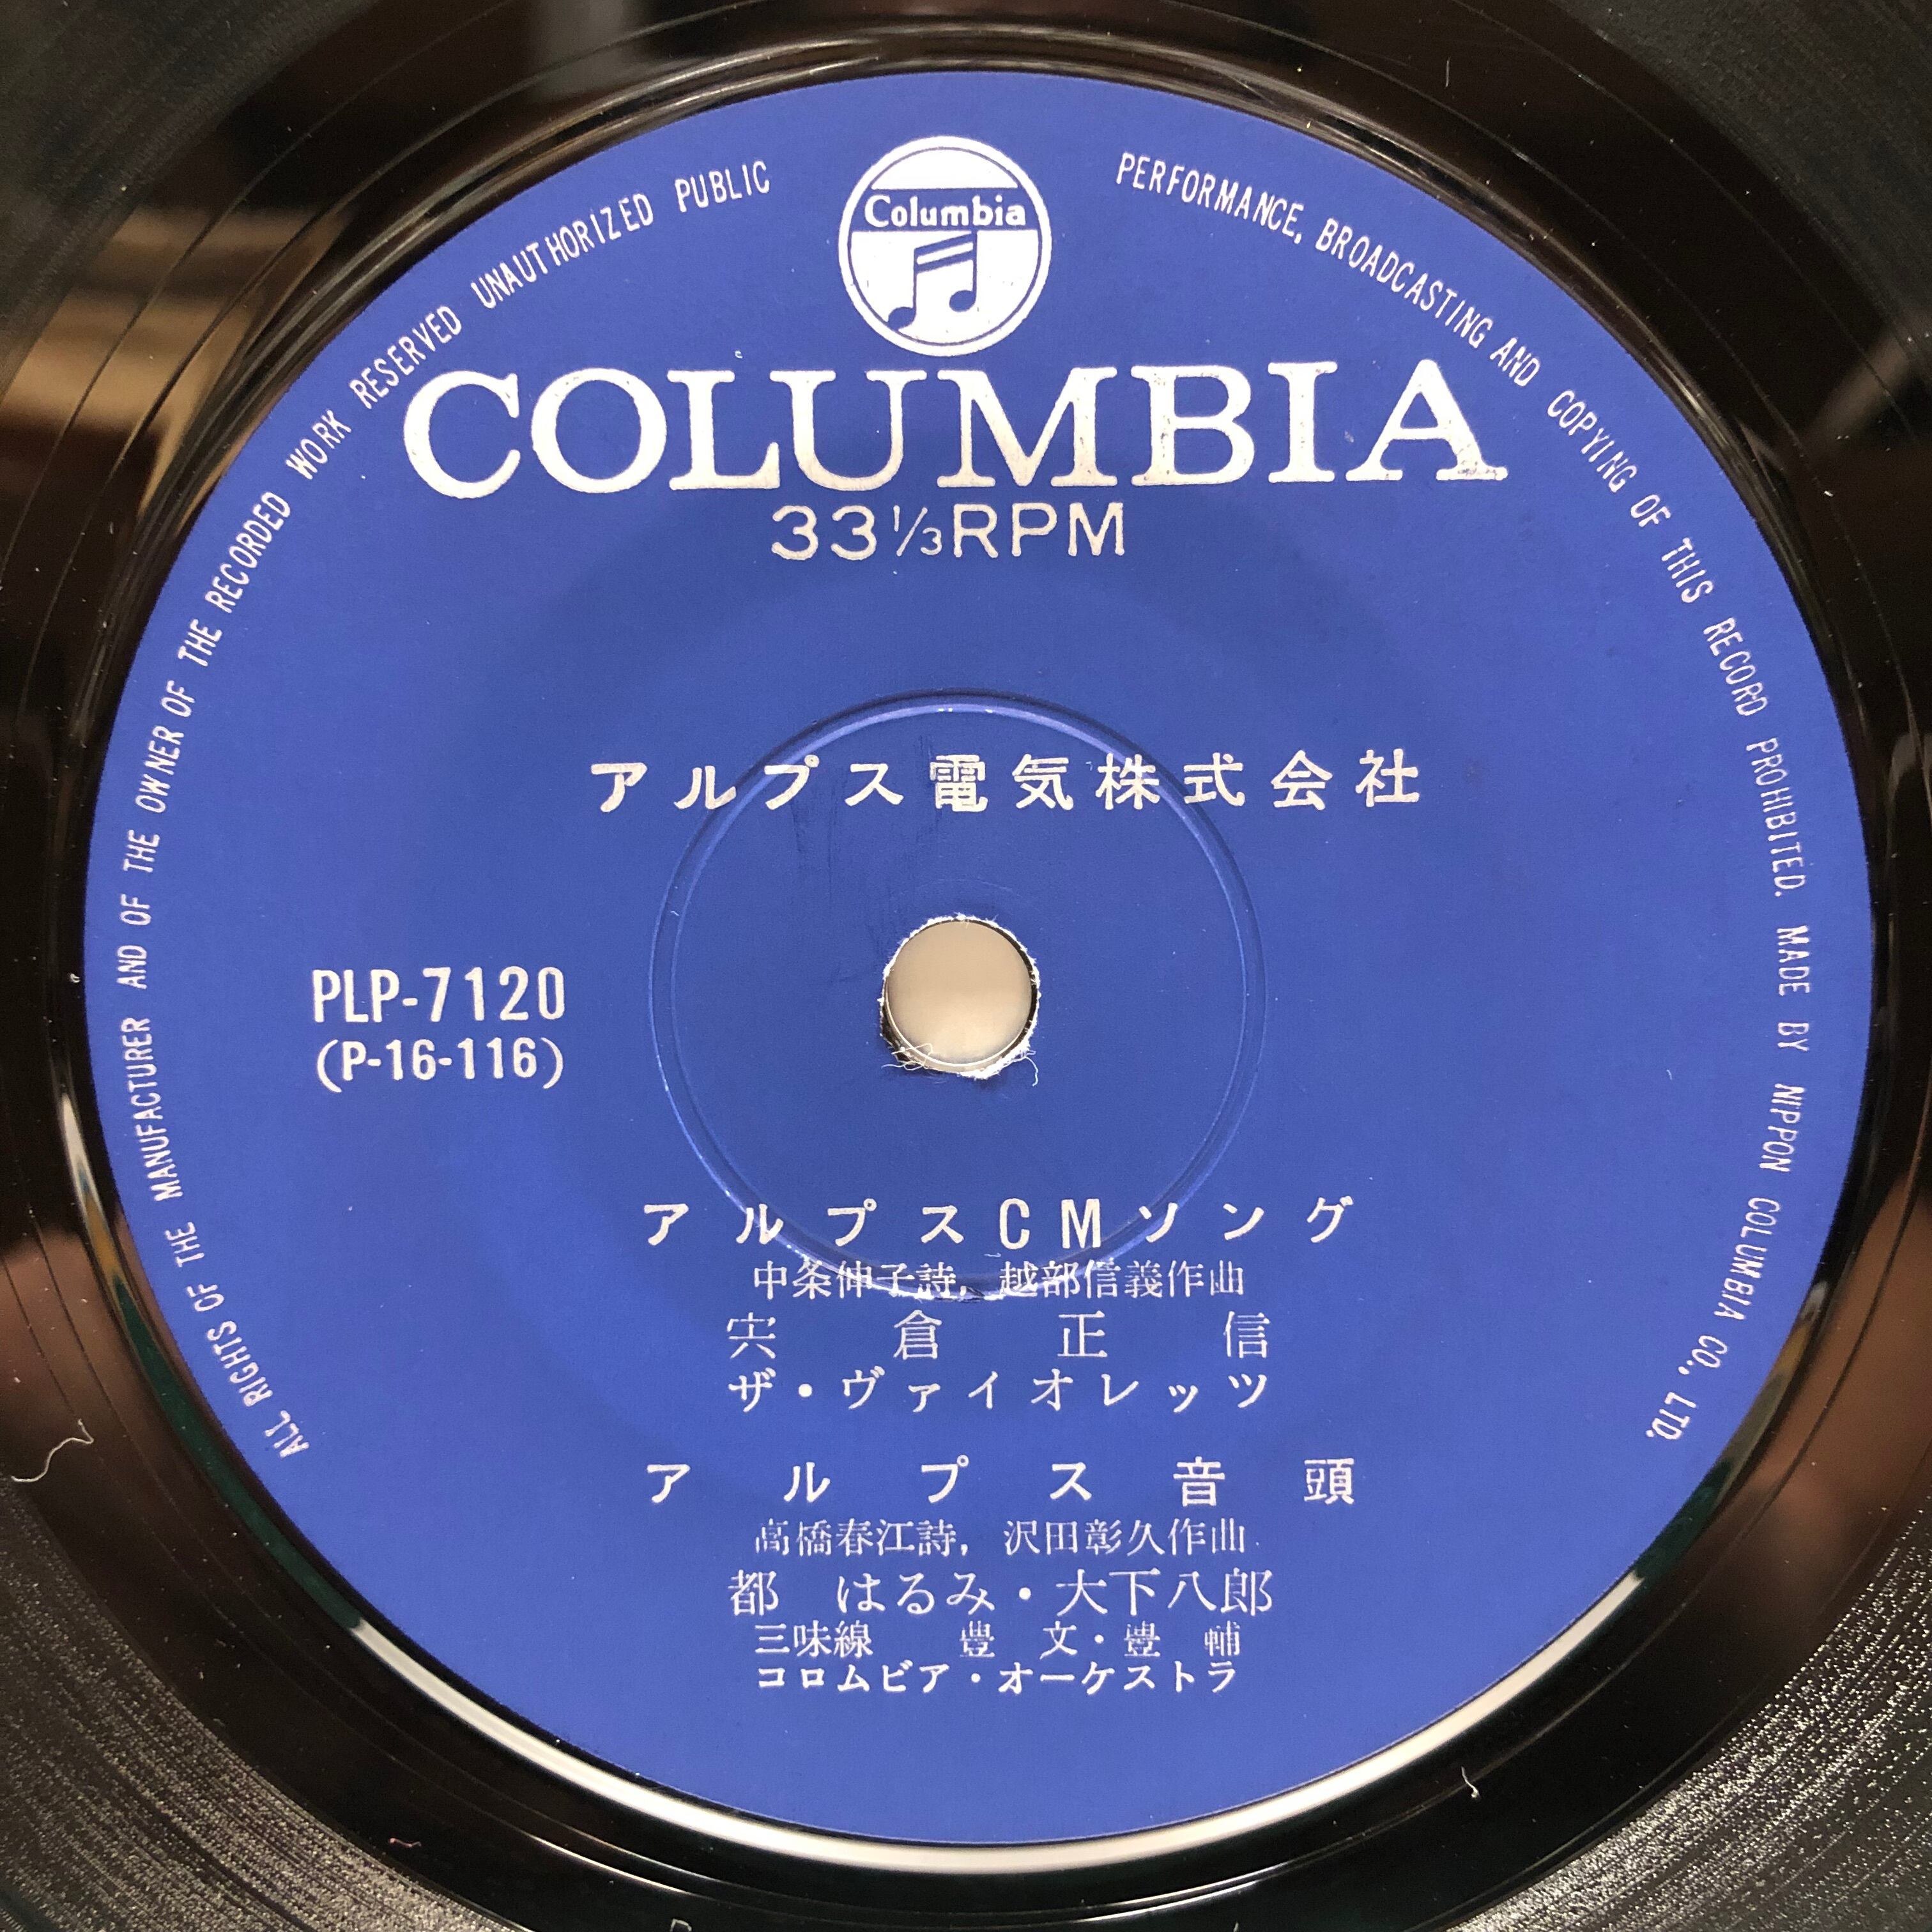 ALL RIGHTS OF THE MANUFACTURER AND OF THE OWNER OF THE RECORDED WORK RESERVED UNAUTHORIZED PUBLIC PERFORMANCE, BROADCASTING AND COPYING OF THIS RECORD PROHIBITED. MADE BY NIPPON COLUMBIA CO., LTD.
Columbia
COLUMBIA
33 1/3 RPM
アルプス電気株式会社
PLP-7120
(P-16-116)
アルプスCMソング
中条伸子詩, 越部信義作曲
宍倉正信
ザ・ヴァイオレッツ
アルプス音頭
高橋春江詩, 沢田彰久作曲
都 はるみ・大下八郎
三味線 豊 文・豊 輔
コロムビア・オーケストラ